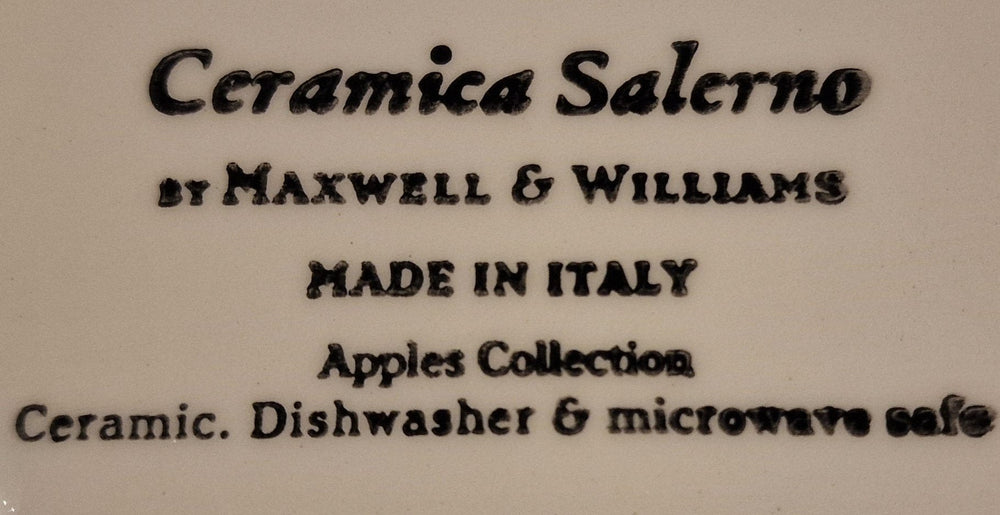 Ceramica Salerno
BY MAXWELL & WILLIAMS
MADE IN ITALY
Apples Collection
Ceramic. Dishwasher & microwave safe